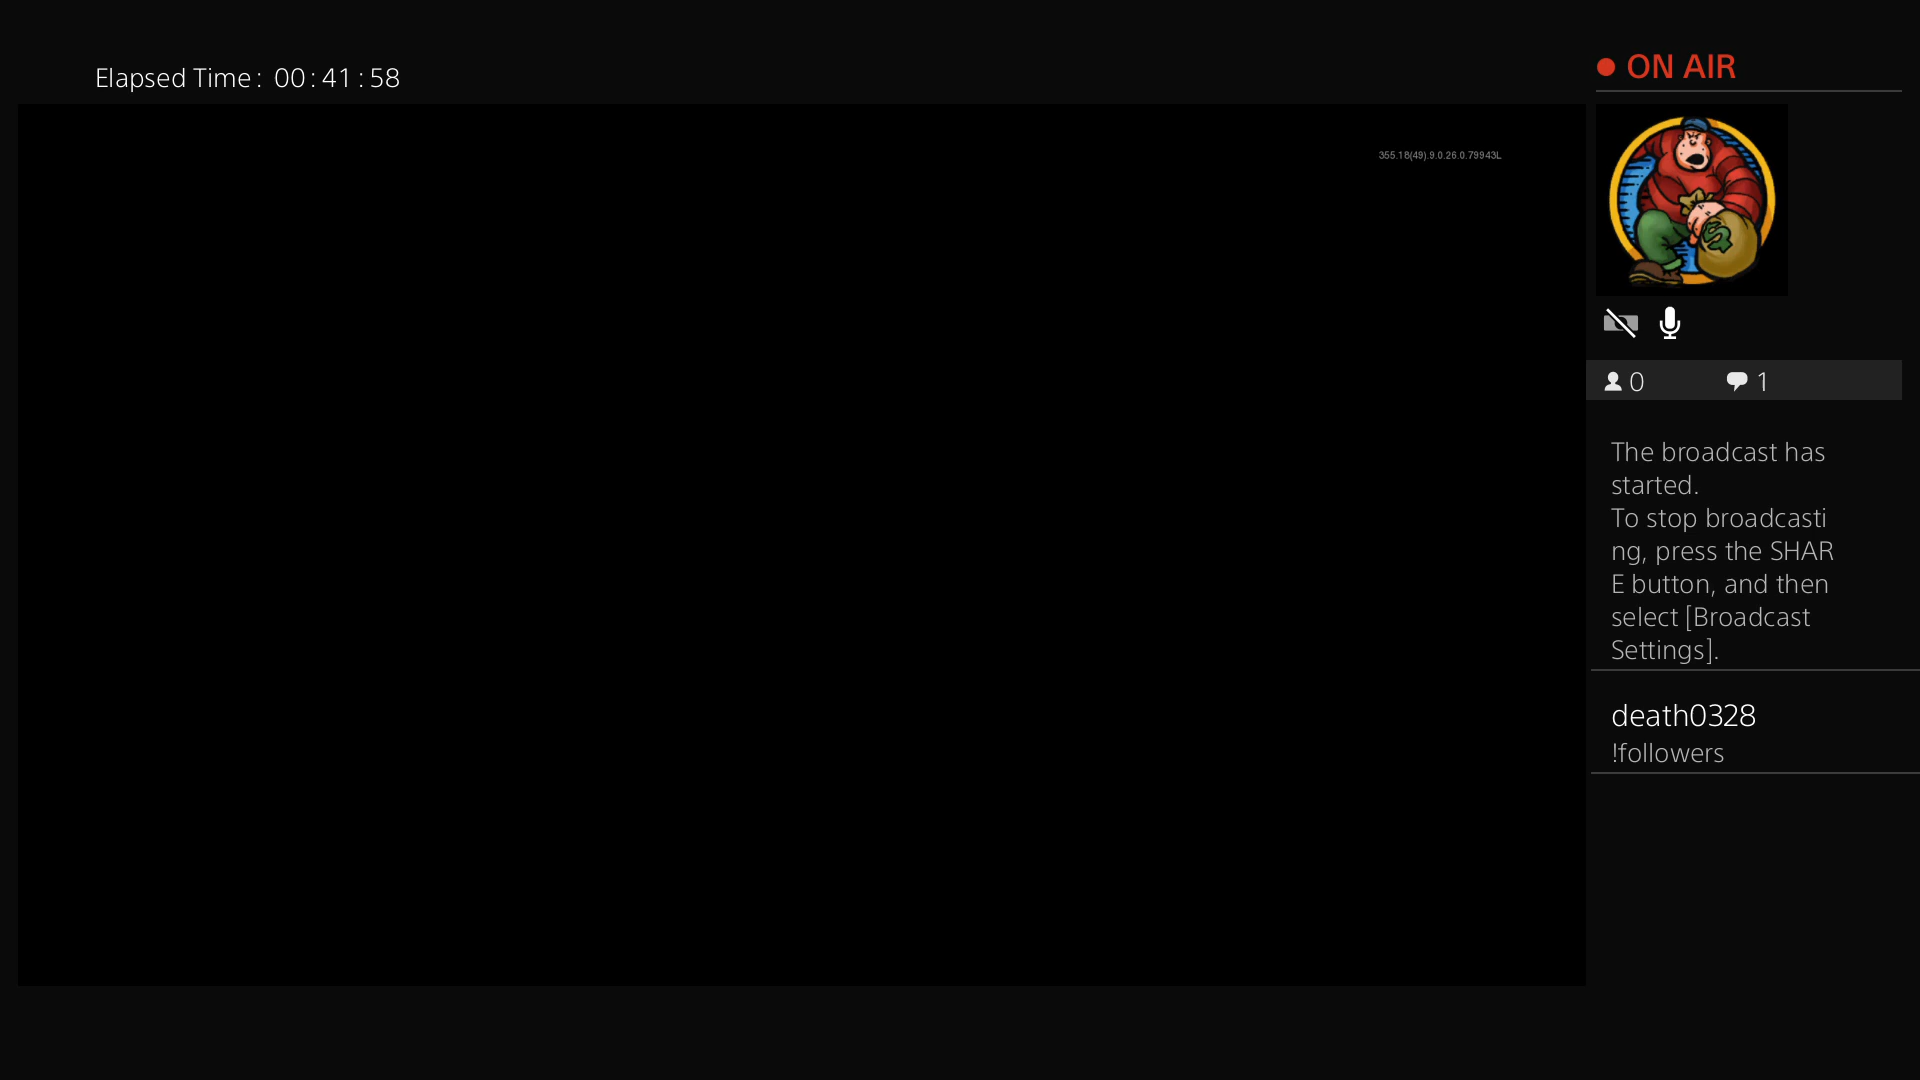 Elapsed Time: 00:41:58
ON AIR
355.18(49).9.0.26.0.79943L
0
1
The broadcast has
started.
To stop broadcasti
ng, press the SHAR
E button, and then
select [Broadcast
Settings].
death0328
!followers